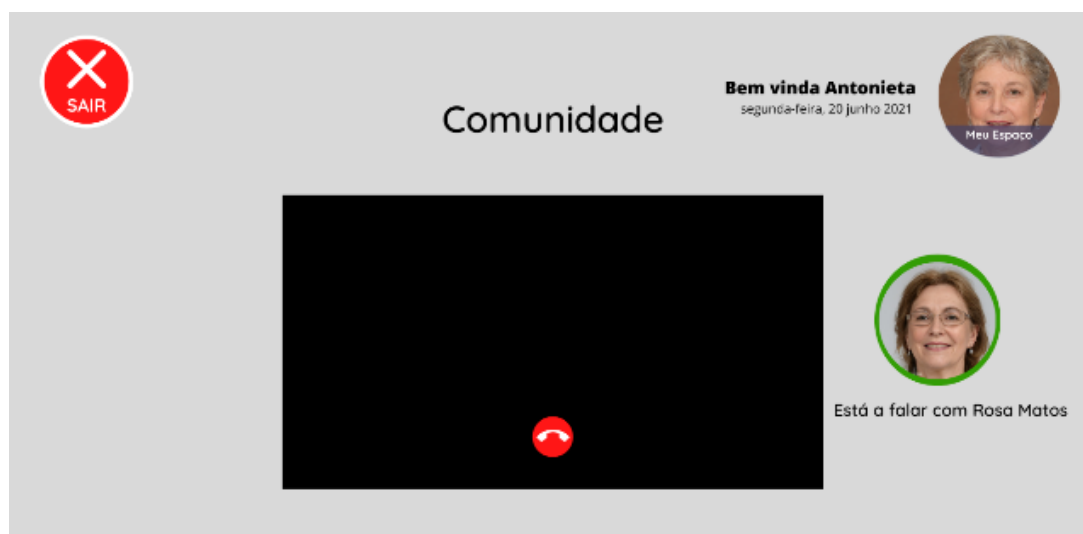 SAIR
Comunidade
Bem vinda Antonieta
segunda-feira, 20 junho 2021
Meu Espaço
Está a falar com Rosa Matos